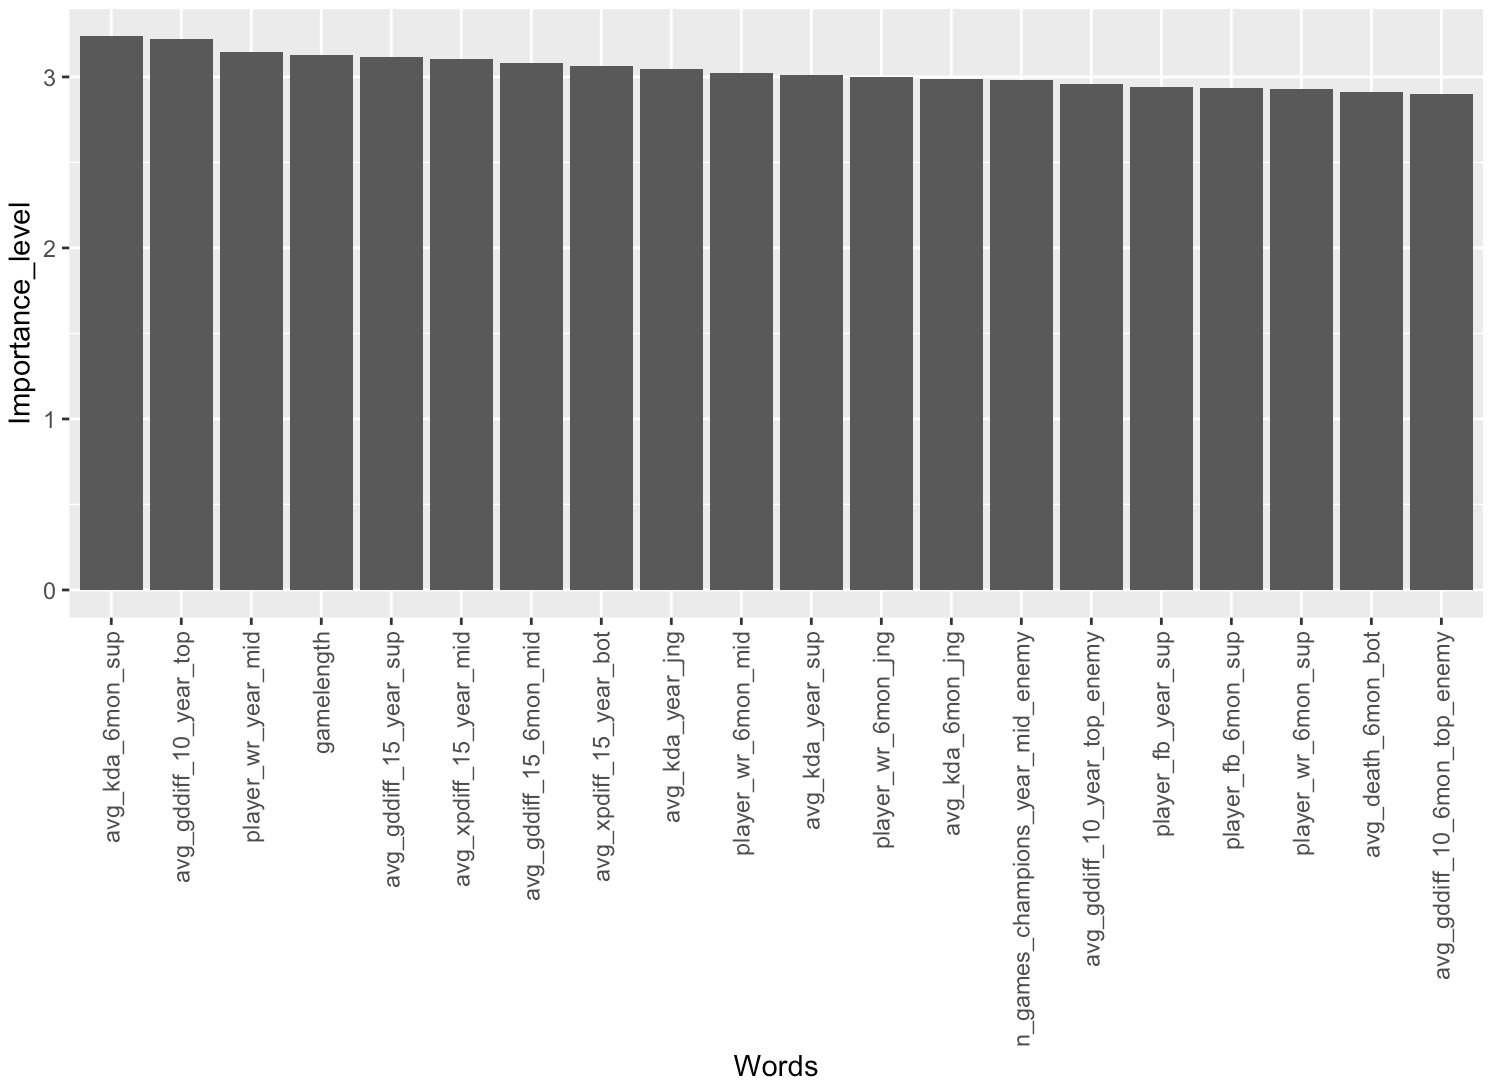 Importance_level
3
2
1
0
avg_kda_6mon_sup
avg_gddiff_10_year_top
player_wr_year_mid
gamelength
avg_gddiff_15_year_sup
avg_xpdiff_15_year_mid
avg_gddiff_15_6mon_mid
avg_xpdiff_15_year_bot
avg_kda_year_jng
player_wr_6mon_mid
avg_kda_year_sup
player_wr_6mon_jng
avg_kda_6mon_jng
n_games_champions_year_mid_enemy
avg_gddiff_10_year_top_enemy
player_fb_year_sup
player_fb_6mon_sup
player_wr_6mon_sup
avg_death_6mon_bot
avg_gddiff_10_6mon_top_enemy
Words